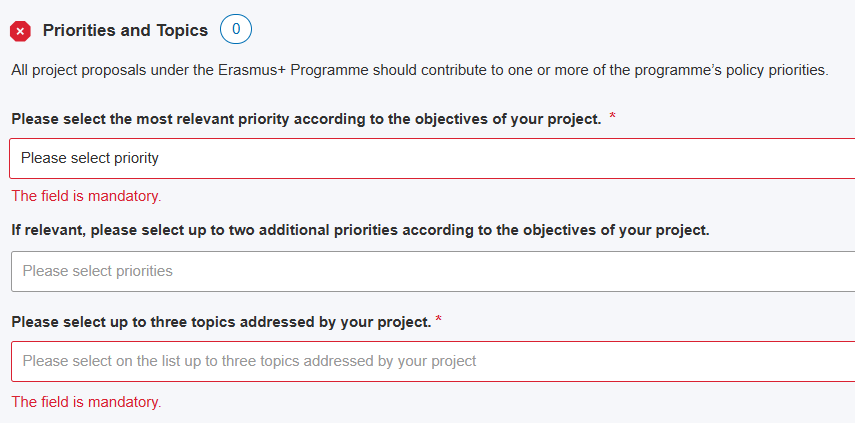 Priorities and Topics 0
All project proposals under the Erasmus+ Programme should contribute to one or more of the programme’s policy priorities.
Please select the most relevant priority according to the objectives of your project. *
Please select priority
The field is mandatory.
If relevant, please select up to two additional priorities according to the objectives of your project.
Please select priorities
Please select up to three topics addressed by your project. *
Please select on the list up to three topics addressed by your project
The field is mandatory.